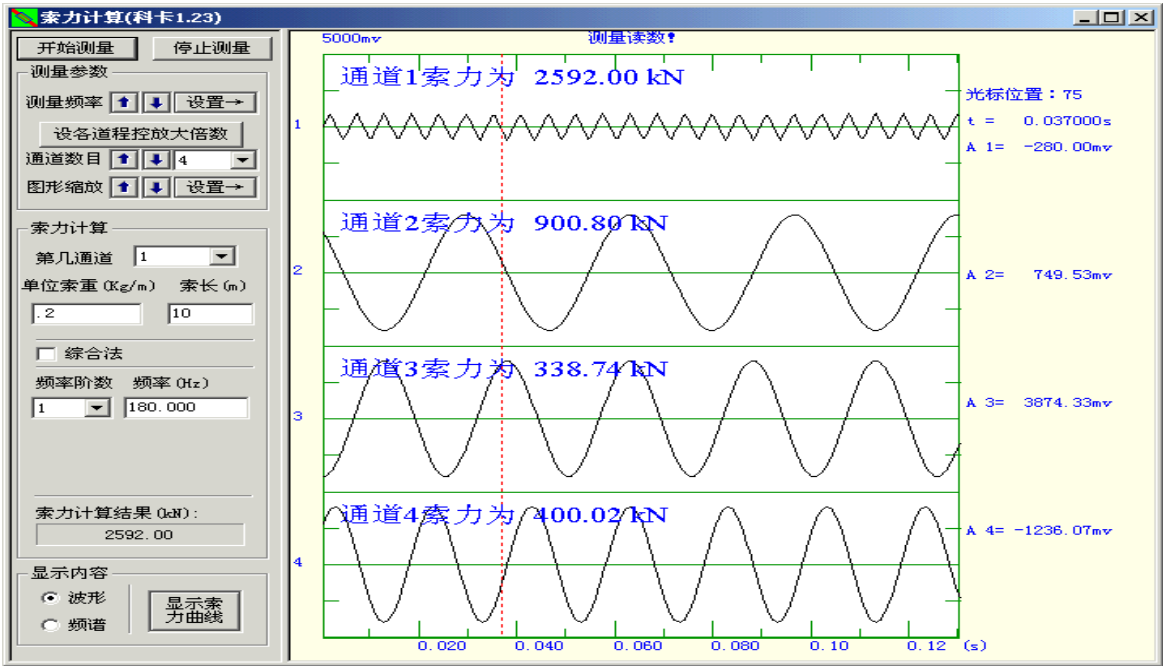 索力计算(科卡1.23)
开始测量 停止测量
测量参数
测量频率 设置→
设各道程控放大倍数
通道数目 4
图形缩放 设置→
索力计算
第几通道 1
单位索重(Kg/m) 索长(m)
.2 10
综合法
频率阶数 频率(Hz)
1 180.000
索力计算结果(kN):
2592.00
显示内容
波形
频谱
显示索
力曲线
5000mv 测量读数!
通道1索力为 2592.00 kN
1
通道2索力为 900.80 kN
2
通道3索力为 338.74 kN
3
通道4索力为 400.02 kN
4
0.020 0.040 0.060 0.080 0.10 0.12 (s)
光标位置：75
t = 0.037000s
A 1= -280.00mv
A 2= 749.53mv
A 3= 3874.33mv
A 4= -1236.07mv